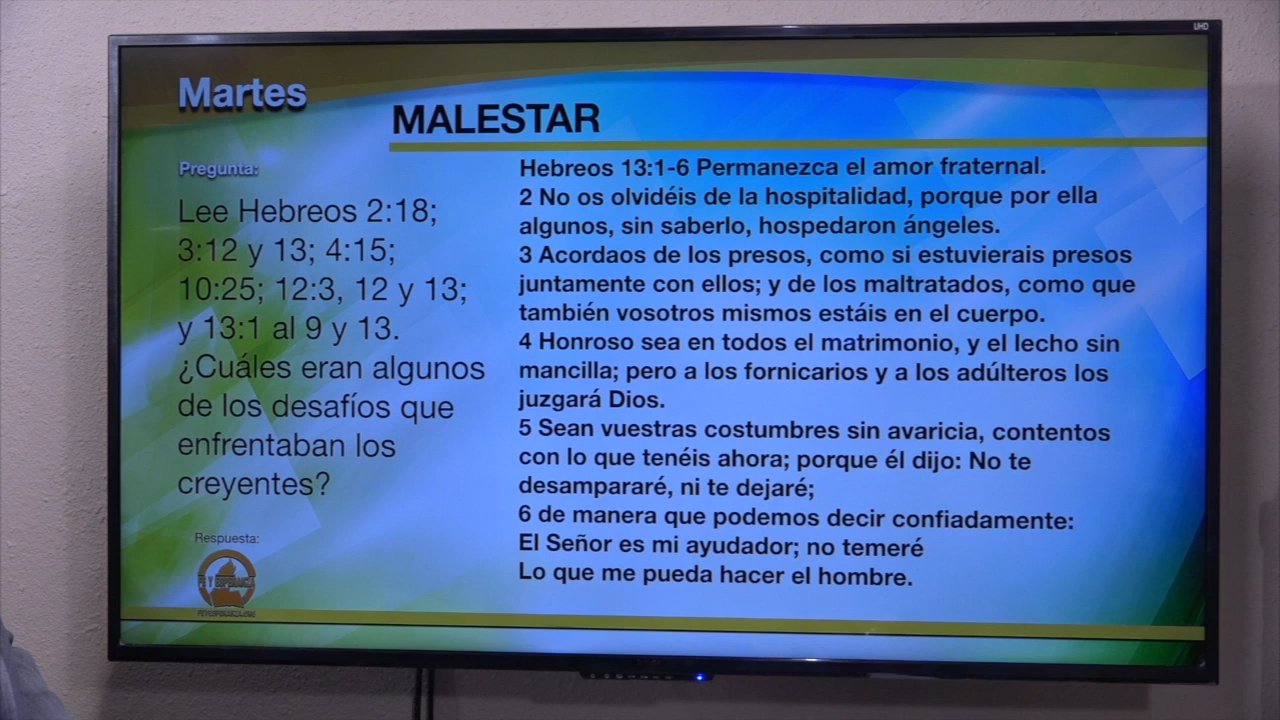 UHD
Martes
MALESTAR
Pregunta:
Lee Hebreos 2:18;
3:12 y 13; 4:15;
10:25; 12:3, 12 y 13;
y 13:1 al 9 y 13.
¿Cuáles eran algunos
de los desafíos que
enfrentaban los
creyentes?
Respuesta:
FE Y ESPERANZA
Hebreos 13:1-6 Permanezca el amor fraternal.
2 No os olvidéis de la hospitalidad, porque por ella
algunos, sin saberlo, hospedaron ángeles.
3 Acordaos de los presos, como si estuvierais presos
juntamente con ellos; y de los maltratados, como que
también vosotros mismos estáis en el cuerpo.
4 Honroso sea en todos el matrimonio, y el lecho sin
mancilla; pero a los fornicarios y a los adúlteros los
juzgará Dios.
5 Sean vuestras costumbres sin avaricia, contentos
con lo que tenéis ahora; porque él dijo: No te
desampararé, ni te dejaré;
6 de manera que podemos decir confiadamente:
El Señor es mi ayudador; no temeré
Lo que me pueda hacer el hombre.